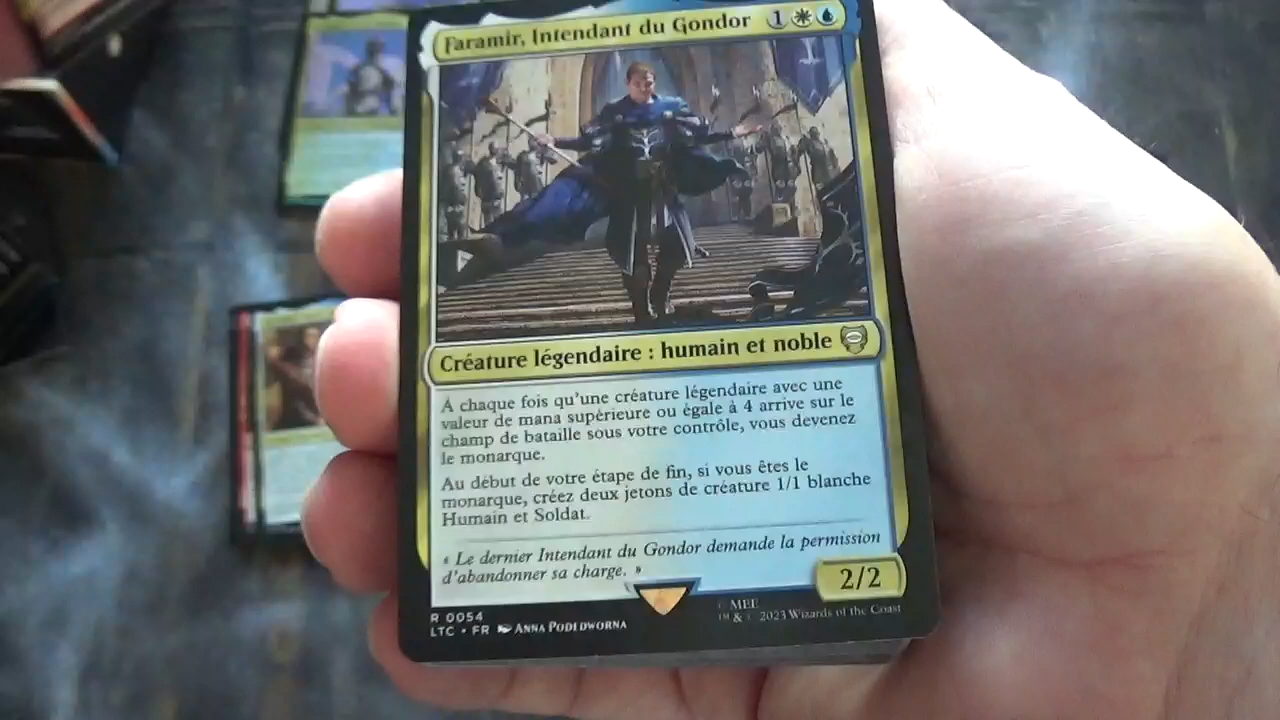 Faramir, Intendant du Gondor 1
Créature légendaire : humain et noble
À chaque fois qu'une créature légendaire avec une
valeur de mana supérieure ou égale à 4 arrive sur le
champ de bataille sous votre contrôle, vous devenez
le monarque.
Au début de votre étape de fin, si vous êtes le
monarque, créez deux jetons de créature 1/1 blanche
Humain et Soldat.
« Le dernier Intendant du Gondor demande la permission
d'abandonner sa charge. »
2/2
R 0054
LTC • FR Anna Podedworna
© MEE
™ & © 2023 Wizards of the Coast